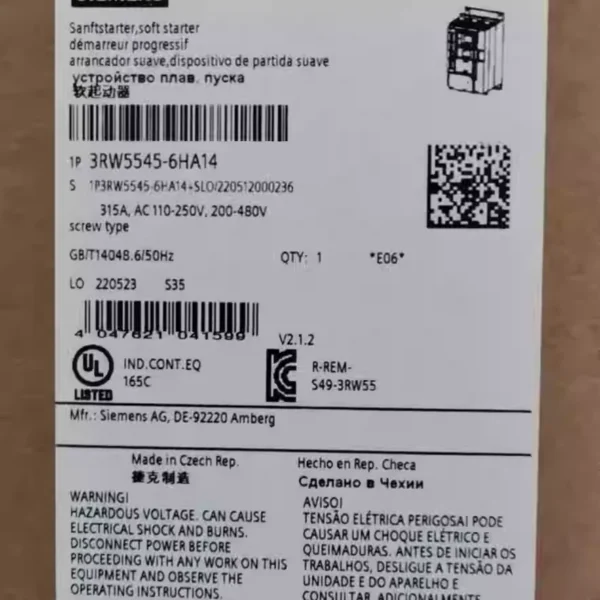 Sanftstarter,soft starter
démarreur progressif
arrancador suave,dispositivo de partida suave
устройство плав. пуска
软起动器
1P 3RW5545-6HA14
S 1P3RW5545-6HA14+SLO/220512000236
315A, AC 110-250V, 200-480V
screw type
GB/T14048.6/50Hz QTY: 1 *E06*
LO 220523 S35
4 047621 041599
V2.1.2
UL
LISTED
IND.CONT.EQ
165C
R-REM-
S49-3RW55
Mfr.: Siemens AG, DE-92220 Amberg
Made in Czech Rep.
捷克制造
Hecho en Rep. Checa
Сделано в Чехии
WARNING!
HAZARDOUS VOLTAGE. CAN CAUSE
ELECTRICAL SHOCK AND BURNS.
DISCONNECT POWER BEFORE
PROCEEDING WITH ANY WORK ON THIS
EQUIPMENT AND OBSERVE THE
OPERATING INSTRUCTIONS.
AVISO!
TENSÃO ELÉTRICA PERIGOSA! PODE
CAUSAR UM CHOQUE ELÉTRICO E
QUEIMADURAS. ANTES DE INICIAR OS
TRABALHOS, DESLIGUE A TENSÃO DA
UNIDADE E DO APARELHO E
CONSULTAR, ADICIONALMENTE